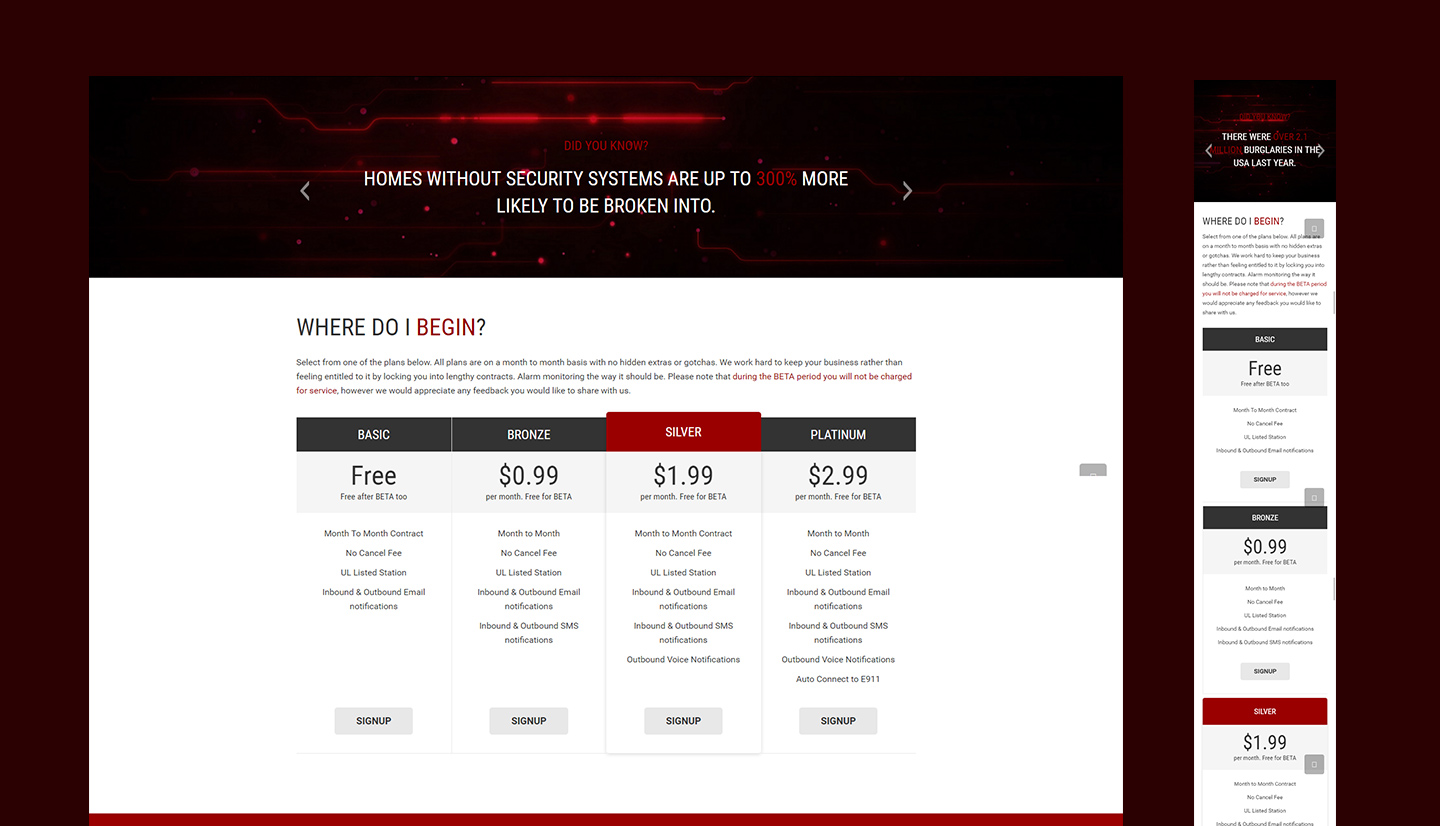 DID YOU KNOW?
HOMES WITHOUT SECURITY SYSTEMS ARE UP TO 300% MORE
LIKELY TO BE BROKEN INTO.
WHERE DO I BEGIN?
Select from one of the plans below. All plans are on a month to month basis with no hidden extras or gotchas. We work hard to keep your business rather than
feeling entitled to it by locking you into lengthy contracts. Alarm monitoring the way it should be. Please note that during the BETA period you will not be charged
for service, however we would appreciate any feedback you would like to share with us.
BASIC
Free
Free after BETA too
Month To Month Contract
No Cancel Fee
UL Listed Station
Inbound & Outbound Email
notifications
SIGNUP
BRONZE
$0.99
per month. Free for BETA
Month to Month
No Cancel Fee
UL Listed Station
Inbound & Outbound Email
notifications
Inbound & Outbound SMS
notifications
SIGNUP
SILVER
$1.99
per month. Free for BETA
Month to Month Contract
No Cancel Fee
UL Listed Station
Inbound & Outbound Email
notifications
Inbound & Outbound SMS
notifications
Outbound Voice Notifications
SIGNUP
PLATINUM
$2.99
per month. Free for BETA
Month to Month
No Cancel Fee
UL Listed Station
Inbound & Outbound Email
notifications
Inbound & Outbound SMS
notifications
Outbound Voice Notifications
Auto Connect to E911
SIGNUP
DID YOU KNOW?
THERE WERE OVER 2.1
MILLION BURGLARIES IN THE
USA LAST YEAR.
WHERE DO I BEGIN?
Select from one of the plans below. All plans are
on a month to month basis with no hidden extras
or gotchas. We work hard to keep your business
rather than feeling entitled to it by locking you into
lengthy contracts. Alarm monitoring the way it
should be. Please note that during the BETA period
you will not be charged for service, however we
would appreciate any feedback you would like to
share with us.
BASIC
Free
Free after BETA too
Month To Month Contract
No Cancel Fee
UL Listed Station
Inbound & Outbound Email notifications
SIGNUP
BRONZE
$0.99
per month. Free for BETA
Month to Month
No Cancel Fee
UL Listed Station
Inbound & Outbound Email notifications
Inbound & Outbound SMS notifications
SIGNUP
SILVER
$1.99
per month. Free for BETA
Month to Month Contract
No Cancel Fee
UL Listed Station
Inbound & Outbound Email notifications